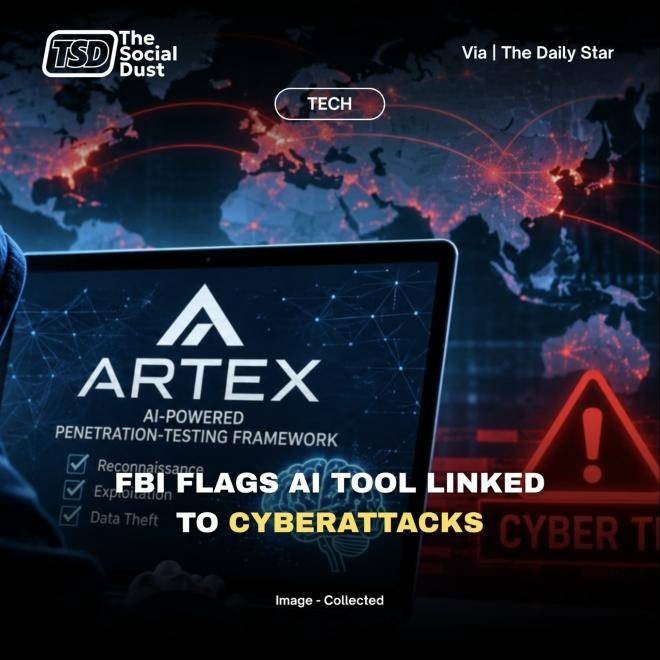 TSD The
Social
Dust
Via | The Daily Star
TECH
ARTEX
AI-POWERED
PENETRATION-TESTING FRAMEWORK
Reconnaissance
Exploitation
Data Theft
FBI FLAGS AI TOOL LINKED
TO CYBERATTACKS
CYBER
Image - Collected